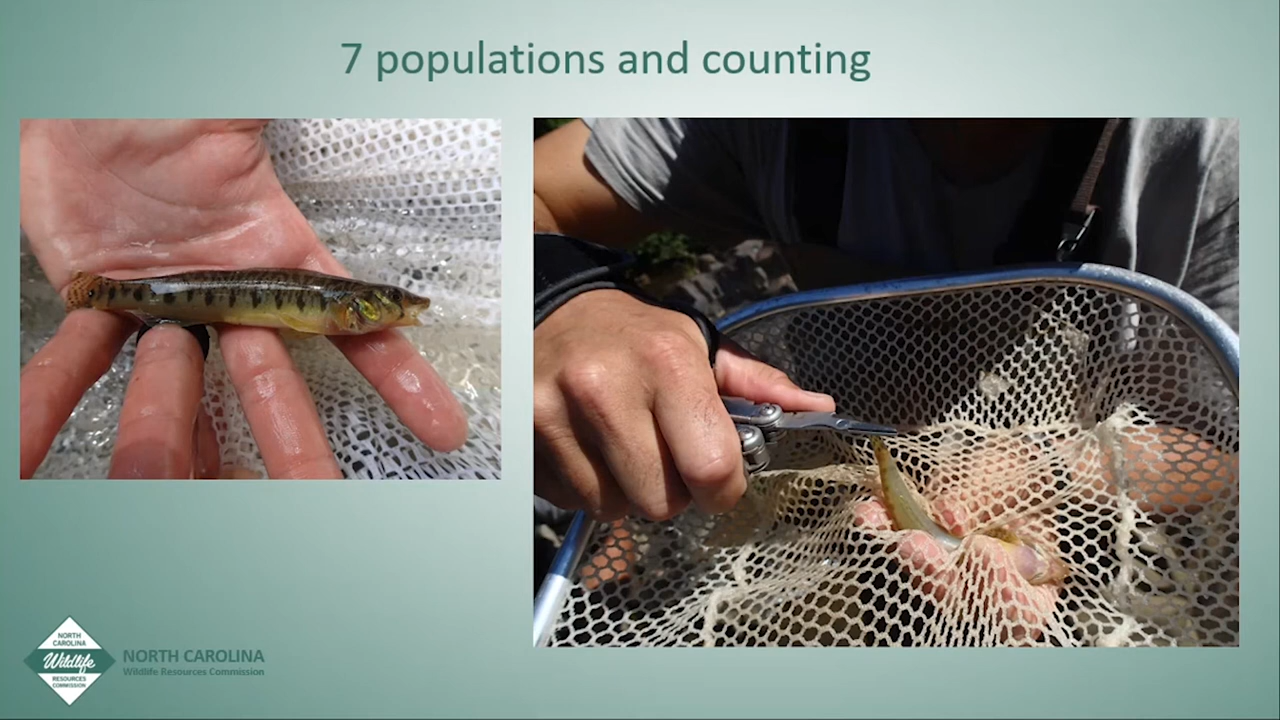 7 populations and counting
NORTH
CAROLINA
Wildlife
RESOURCES
COMMISSION
NORTH CAROLINA
Wildlife Resources Commission